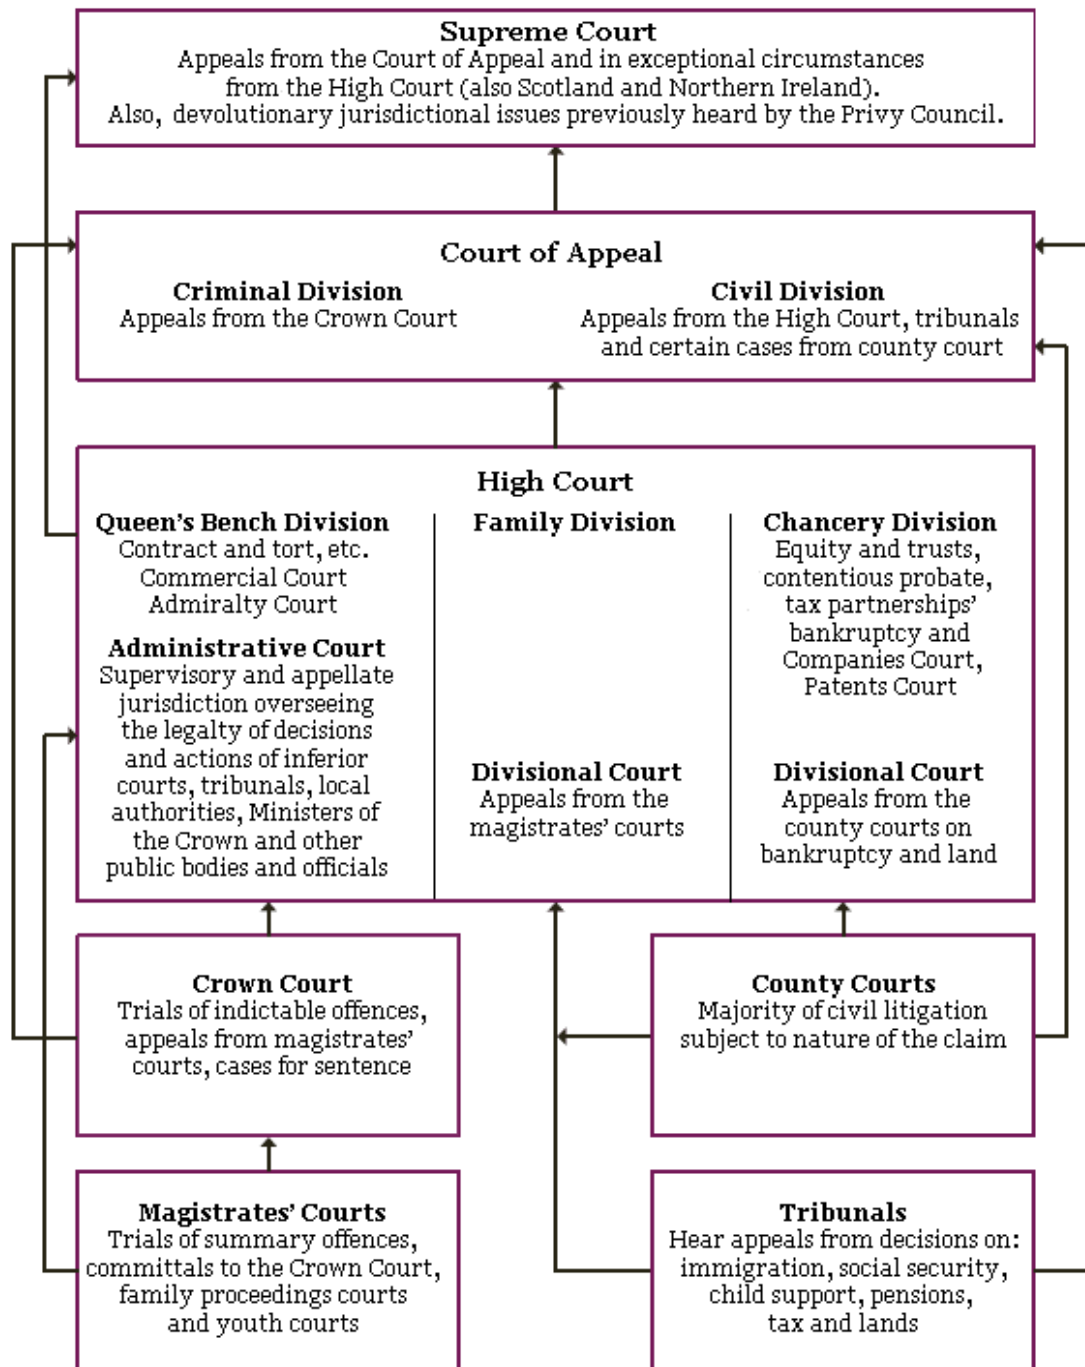 Supreme Court
Appeals from the Court of Appeal and in exceptional circumstances
from the High Court (also Scotland and Northern Ireland).
Also, devolutionary jurisdictional issues previously heard by the Privy Council.
Court of Appeal
Criminal Division
Appeals from the Crown Court
Civil Division
Appeals from the High Court, tribunals
and certain cases from county court
High Court
Queen's Bench Division
Contract and tort, etc.
Commercial Court
Admiralty Court
Administrative Court
Supervisory and appellate
jurisdiction overseeing
the legalty of decisions
and actions of inferior
courts, tribunals, local
authorities, Ministers of
the Crown and other
public bodies and officials
Family Division
Divisional Court
Appeals from the
magistrates' courts
Chancery Division
Equity and trusts,
contentious probate,
tax partnerships'
bankruptcy and
Companies Court,
Patents Court
Divisional Court
Appeals from the
county courts on
bankruptcy and land
Crown Court
Trials of indictable offences,
appeals from magistrates'
courts, cases for sentence
County Courts
Majority of civil litigation
subject to nature of the claim
Magistrates' Courts
Trials of summary offences,
committals to the Crown Court,
family proceedings courts
and youth courts
Tribunals
Hear appeals from decisions on:
immigration, social security,
child support, pensions,
tax and lands